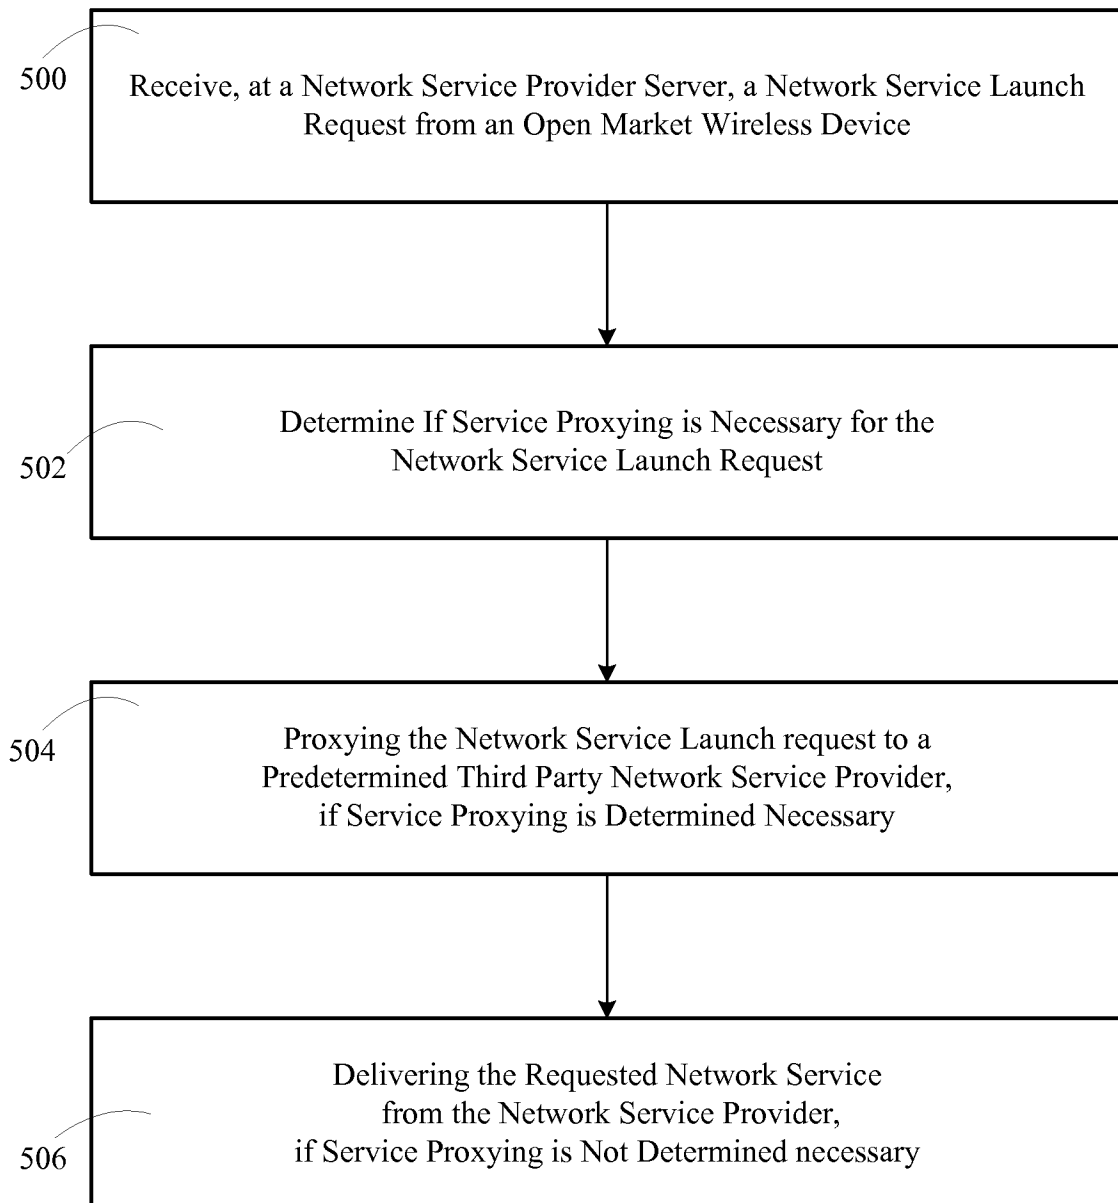 500
Receive, at a Network Service Provider Server, a Network Service Launch
Request from an Open Market Wireless Device
502
Determine If Service Proxying is Necessary for the
Network Service Launch Request
504
Proxying the Network Service Launch request to a
Predetermined Third Party Network Service Provider,
if Service Proxying is Determined Necessary
506
Delivering the Requested Network Service
from the Network Service Provider,
if Service Proxying is Not Determined necessary